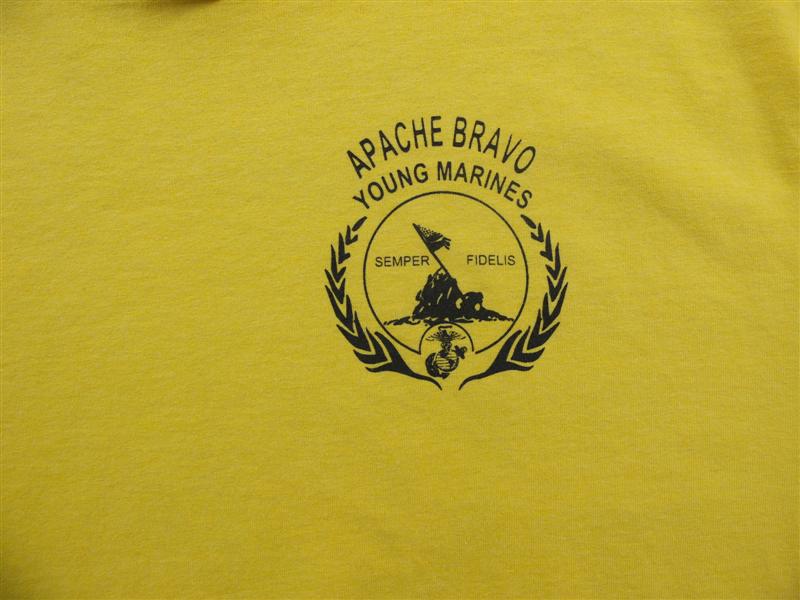 APACHE BRAVO
YOUNG MARINES
SEMPER FIDELIS